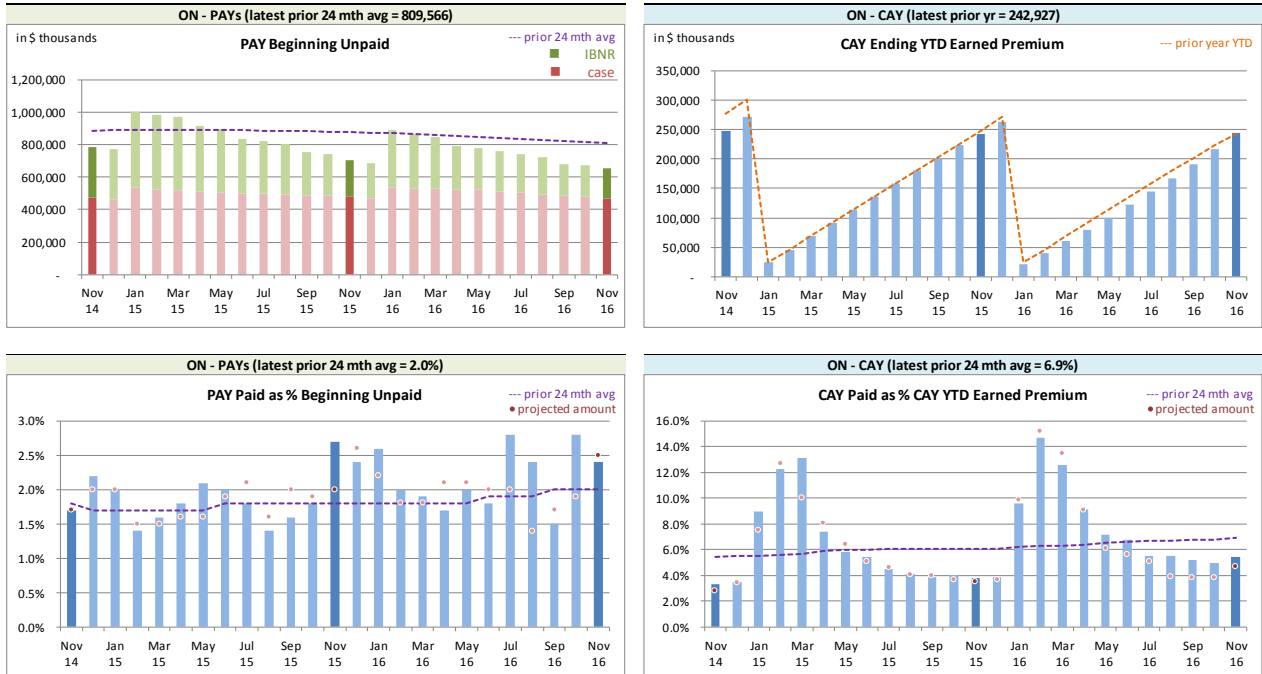 ON - PAYs (latest prior 24 mth avg = 809,566)
in $ thousands
PAY Beginning Unpaid
--- prior 24 mth avg
IBNR
case
1,200,000
1,000,000
800,000
600,000
400,000
200,000
-
Nov Jan Mar May Jul Sep Nov Jan Mar May Jul Sep Nov
14 15 15 15 15 15 15 16 16 16 16 16 16
ON - CAY (latest prior yr = 242,927)
in $ thousands
CAY Ending YTD Earned Premium
--- prior year YTD
350,000
300,000
250,000
200,000
150,000
100,000
50,000
-
Nov Jan Mar May Jul Sep Nov Jan Mar May Jul Sep Nov
14 15 15 15 15 15 15 16 16 16 16 16 16
ON - PAYs (latest prior 24 mth avg = 2.0%)
PAY Paid as % Beginning Unpaid
--- prior 24 mth avg
projected amount
3.0%
2.5%
2.0%
1.5%
1.0%
0.5%
0.0%
Nov Jan Mar May Jul Sep Nov Jan Mar May Jul Sep Nov
14 15 15 15 15 15 15 16 16 16 16 16 16
ON - CAY (latest prior 24 mth avg = 6.9%)
CAY Paid as % CAY YTD Earned Premium
--- prior 24 mth avg
projected amount
16.0%
14.0%
12.0%
10.0%
8.0%
6.0%
4.0%
2.0%
0.0%
Nov Jan Mar May Jul Sep Nov Jan Mar May Jul Sep Nov
14 15 15 15 15 15 15 16 16 16 16 16 16